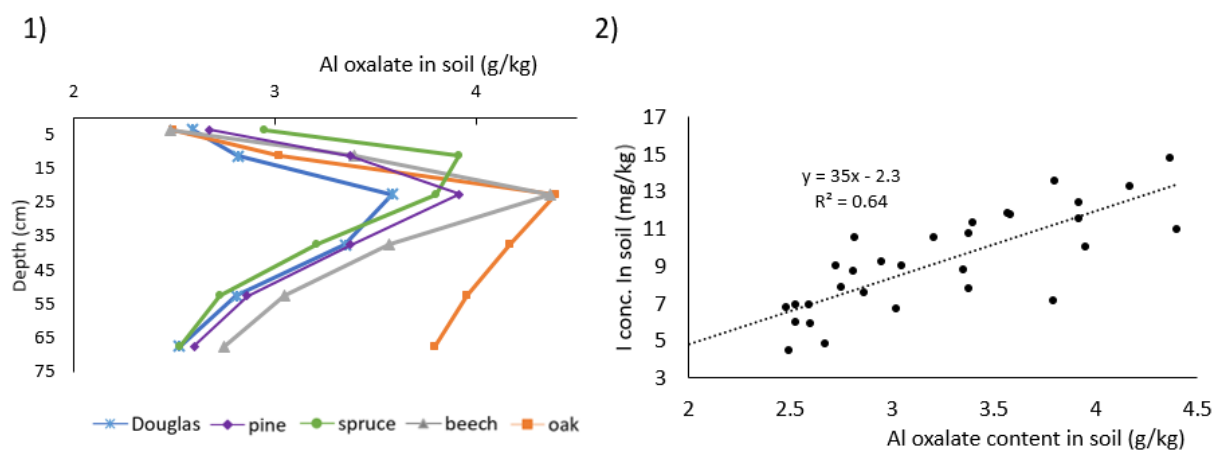 1)
Al oxalate in soil (g/kg)
2 3 4
5
15
25
35
45
55
65
75
Depth (cm)
Douglas pine spruce beech oak
2)
17
15
13
11
9
7
5
3
I conc. In soil (mg/kg)
y = 35x - 2.3
R² = 0.64
2 2.5 3 3.5 4 4.5
Al oxalate content in soil (g/kg)